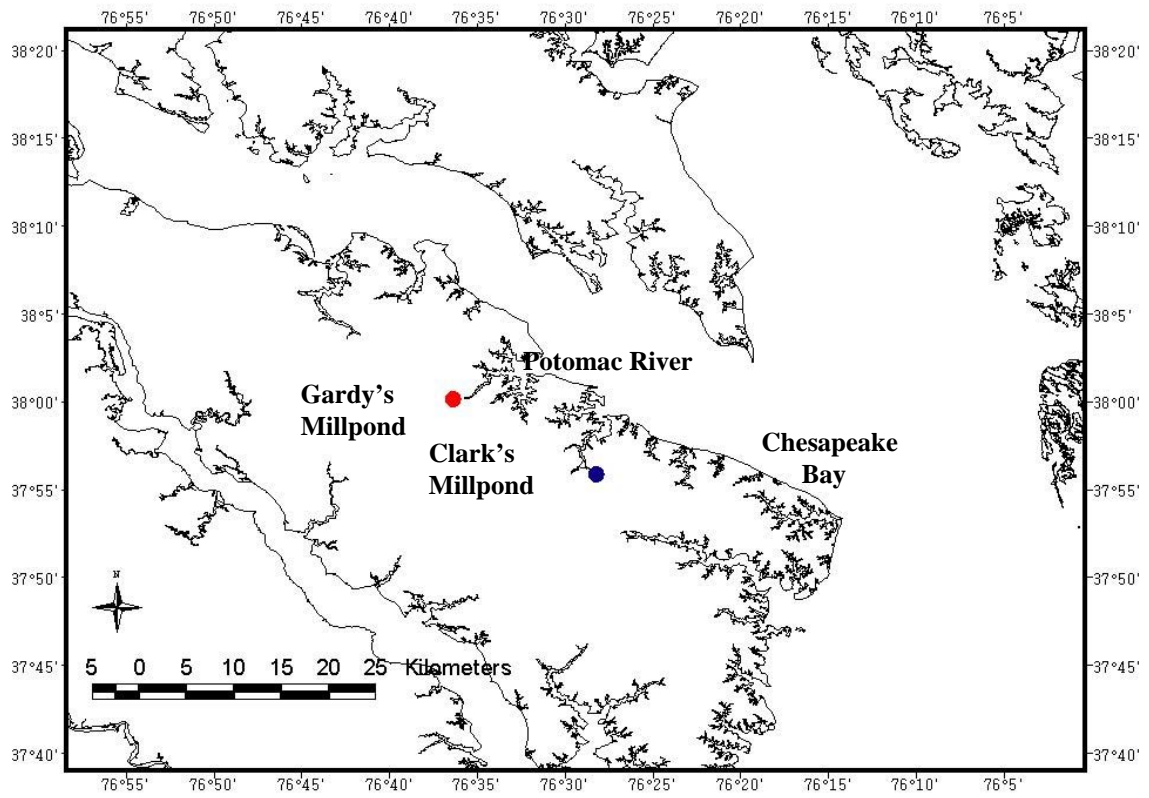 76°55' 76°50' 76°45' 76°40' 76°35' 76°30' 76°25' 76°20' 76°15' 76°10' 76°5'
38°20' 38°20'
38°15' 38°15'
38°10' 38°10'
38°5' 38°5'
Potomac River
Gardy's
Millpond
38°00' 38°00'
Clark's
Millpond
Chesapeake
Bay
37°55' 37°55'
37°50' 37°50'
N
37°45' 37°45'
5 0 5 10 15 20 25 Kilometers
37°40' 37°40'
76°55' 76°50' 76°45' 76°40' 76°35' 76°30' 76°25' 76°20' 76°15' 76°10' 76°5'